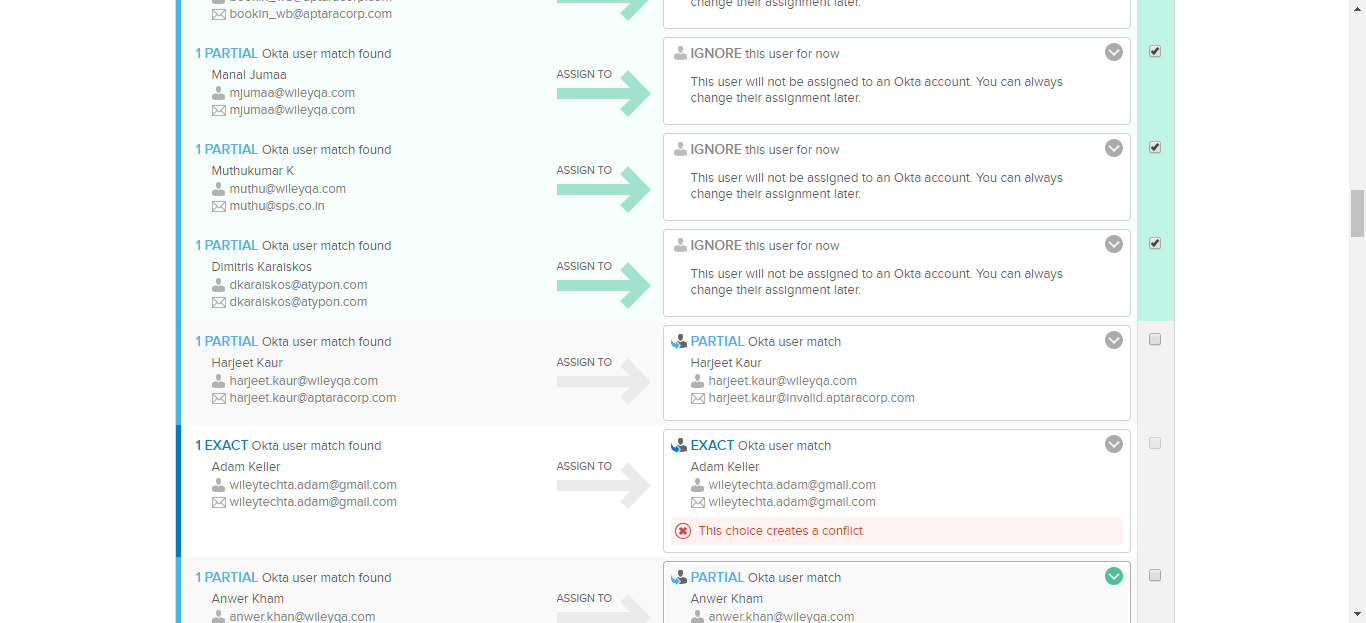 bookin_wb@aptaracorp.com
bookin_wb@aptaracorp.com
change their assignment later.
1 PARTIAL Okta user match found
Manal Jumaa
mjumaa@wileyqa.com
mjumaa@wileyqa.com
ASSIGN TO
IGNORE this user for now
This user will not be assigned to an Okta account. You can always
change their assignment later.
1 PARTIAL Okta user match found
Muthukumar K
muthu@wileyqa.com
muthu@sps.co.in
ASSIGN TO
IGNORE this user for now
This user will not be assigned to an Okta account. You can always
change their assignment later.
1 PARTIAL Okta user match found
Dimitris Karaiskos
dkaraiskos@atypon.com
dkaraiskos@atypon.com
ASSIGN TO
IGNORE this user for now
This user will not be assigned to an Okta account. You can always
change their assignment later.
1 PARTIAL Okta user match found
Harjeet Kaur
harjeet.kaur@wileyqa.com
harjeet.kaur@aptaracorp.com
ASSIGN TO
PARTIAL Okta user match
Harjeet Kaur
harjeet.kaur@wileyqa.com
harjeet.kaur@invalid.aptaracorp.com
1 EXACT Okta user match found
Adam Keller
wileytechta.adam@gmail.com
wileytechta.adam@gmail.com
ASSIGN TO
EXACT Okta user match
Adam Keller
wileytechta.adam@gmail.com
wileytechta.adam@gmail.com
This choice creates a conflict
1 PARTIAL Okta user match found
Anwer Kham
anwer.khan@wileyqa.com
ASSIGN TO
PARTIAL Okta user match
Anwer Kham
anwer.khan@wileyqa.com